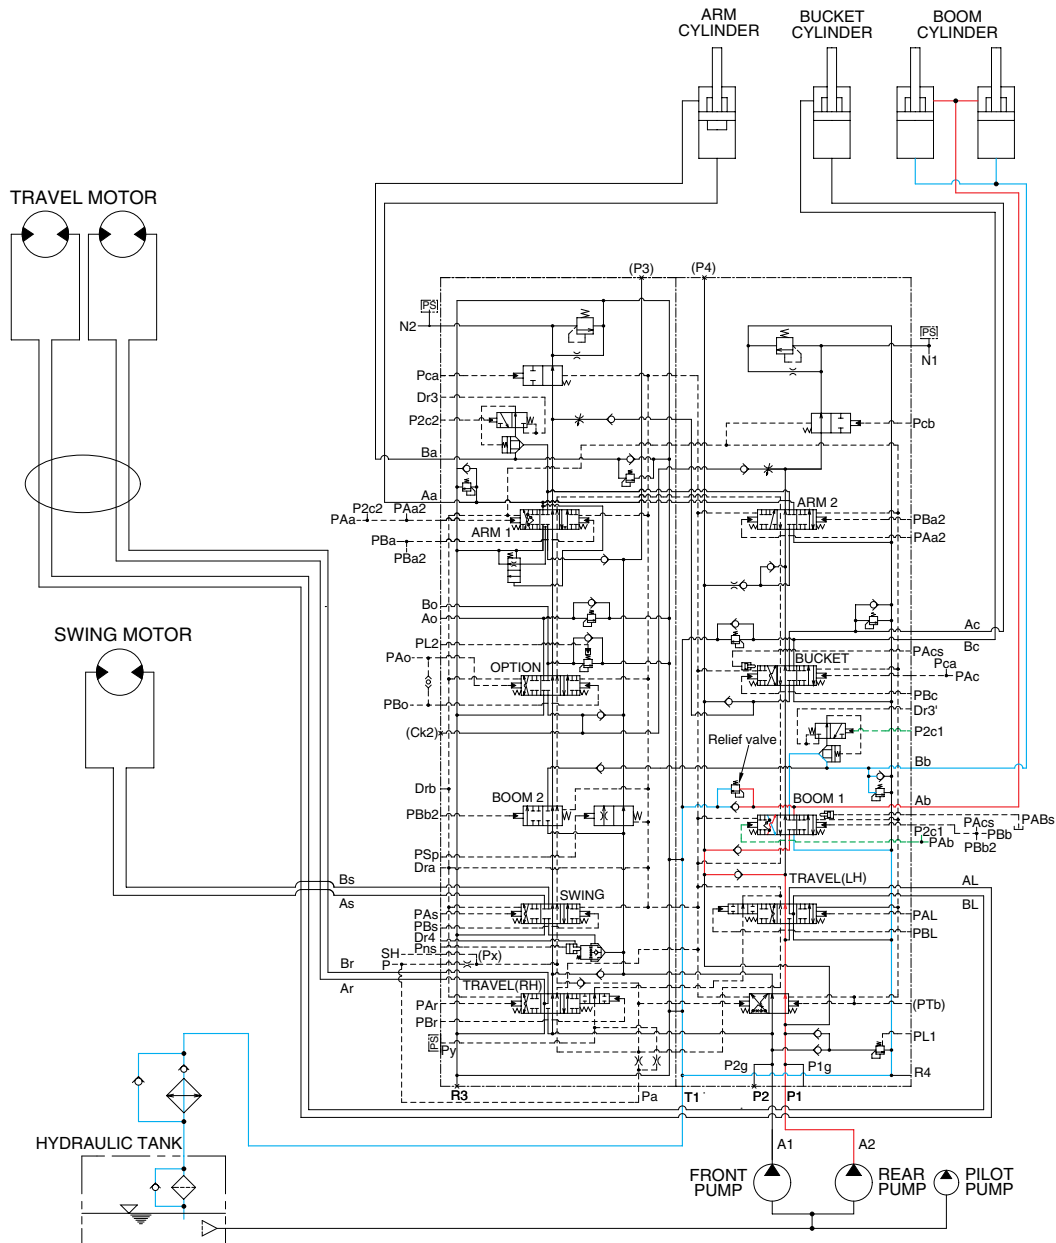 ARM
CYLINDER
BUCKET
CYLINDER
BOOM
CYLINDER
TRAVEL MOTOR
(P3)
(P4)
[PS]
N2
[PS]
N1
Pca
Dr3
P2c2
Pcb
Ba
Aa
P2c2
PAa2
PAa
ARM 1
ARM 2
PBa2
PBa
PAa2
PBa2
Bo
Ao
Ac
SWING MOTOR
PL2
Bc
PAcs
PAo
OPTION
BUCKET
Pca
PAc
PBo
PBc
Dr3'
(Ck2)
P2c1
Relief valve
Bb
Drb
BOOM 2
BOOM 1
Ab
PBb2
PAcs
PABs
P2c1
PBb
PAb
PBb2
PSp
Dra
Bs
TRAVEL(LH)
AL
As
SWING
BL
PAs
PAL
PBs
PBL
Dr4
Pns
SH
(Px)
P
Br
Ar
TRAVEL(RH)
PAr
(PTb)
PBr
[PS]
Py
PL1
P2g
P1g
R4
R3
Pa
T1
P2
P1
HYDRAULIC TANK
A1
A2
FRONT
PUMP
REAR
PUMP
PILOT
PUMP